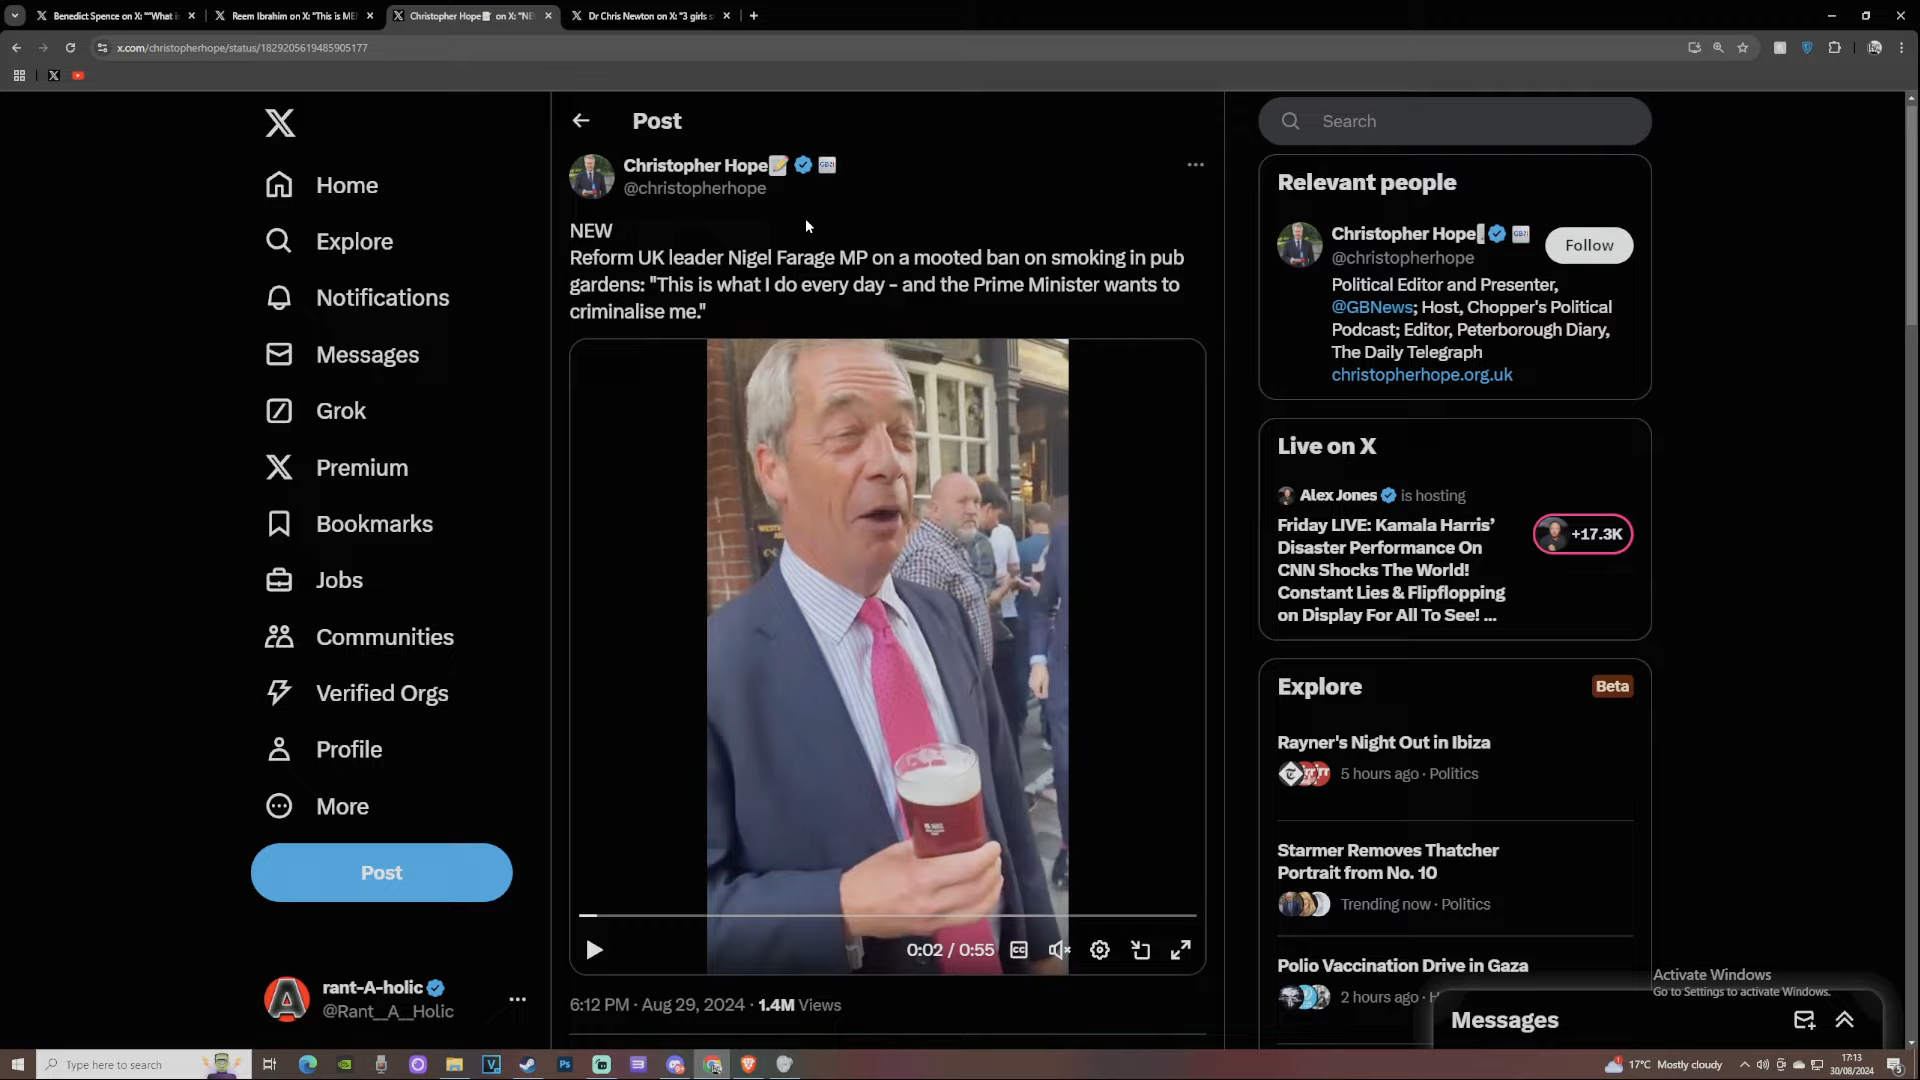 Benedict Spence on X: ""What i
Reem Ibrahim on X: "This is ME
Christopher Hope📝 on X: "NE
Dr Chris Newton on X: "3 girls s
x.com/christopherhope/status/1829205619485905177
Post
Christopher Hope📝
@christopherhope
NEW
Reform UK leader Nigel Farage MP on a mooted ban on smoking in pub
gardens: "This is what I do every day - and the Prime Minister wants to
criminalise me."
0:02 / 0:55
6:12 PM · Aug 29, 2024 · 1.4M Views
Home
Explore
Notifications
Messages
Grok
Premium
Bookmarks
Jobs
Communities
Verified Orgs
Profile
More
Post
rant-A-holic
@Rant__A__Holic
Search
Relevant people
Christopher Hope
@christopherhope
Follow
Political Editor and Presenter,
@GBNews; Host, Chopper's Political
Podcast; Editor, Peterborough Diary,
The Daily Telegraph
christopherhope.org.uk
Live on X
Alex Jones is hosting
Friday LIVE: Kamala Harris'
Disaster Performance On
CNN Shocks The World!
Constant Lies & Flipflopping
on Display For All To See! ...
+17.3K
Explore
Beta
Rayner's Night Out in Ibiza
5 hours ago · Politics
Starmer Removes Thatcher
Portrait from No. 10
Trending now · Politics
Polio Vaccination Drive in Gaza
2 hours ago · H
Activate Windows
Go to Settings to activate Windows.
Messages
Type here to search
17°C Mostly cloudy
17:13
30/08/2024